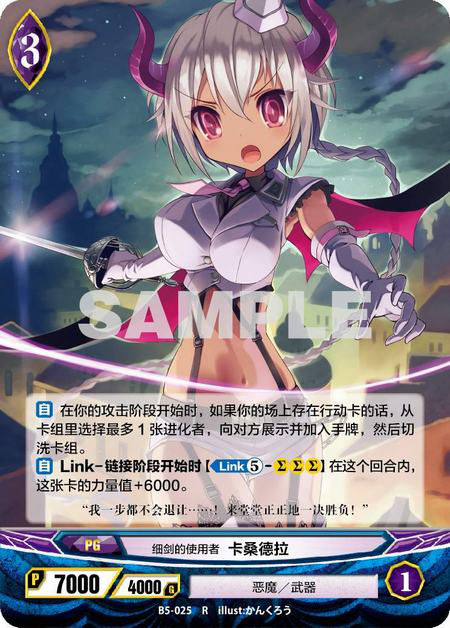 3
SAMPLE
自 在你的攻击阶段开始时，如果你的场上存在行动卡的话，从
卡组里选择最多1张进化者，向对方展示并加入手牌，然后切
洗卡组。
自 Link-链接阶段开始时【Link⑤-ΣΣΣ】在这个回合内，
这张卡的力量值+6000。
“我一步都不会退让……！来堂堂正正地一决胜负！”
PG 细剑的使用者 卡桑德拉
P 7000 4000 G 恶魔／武器 1
B5-025 R illust:かんくろう